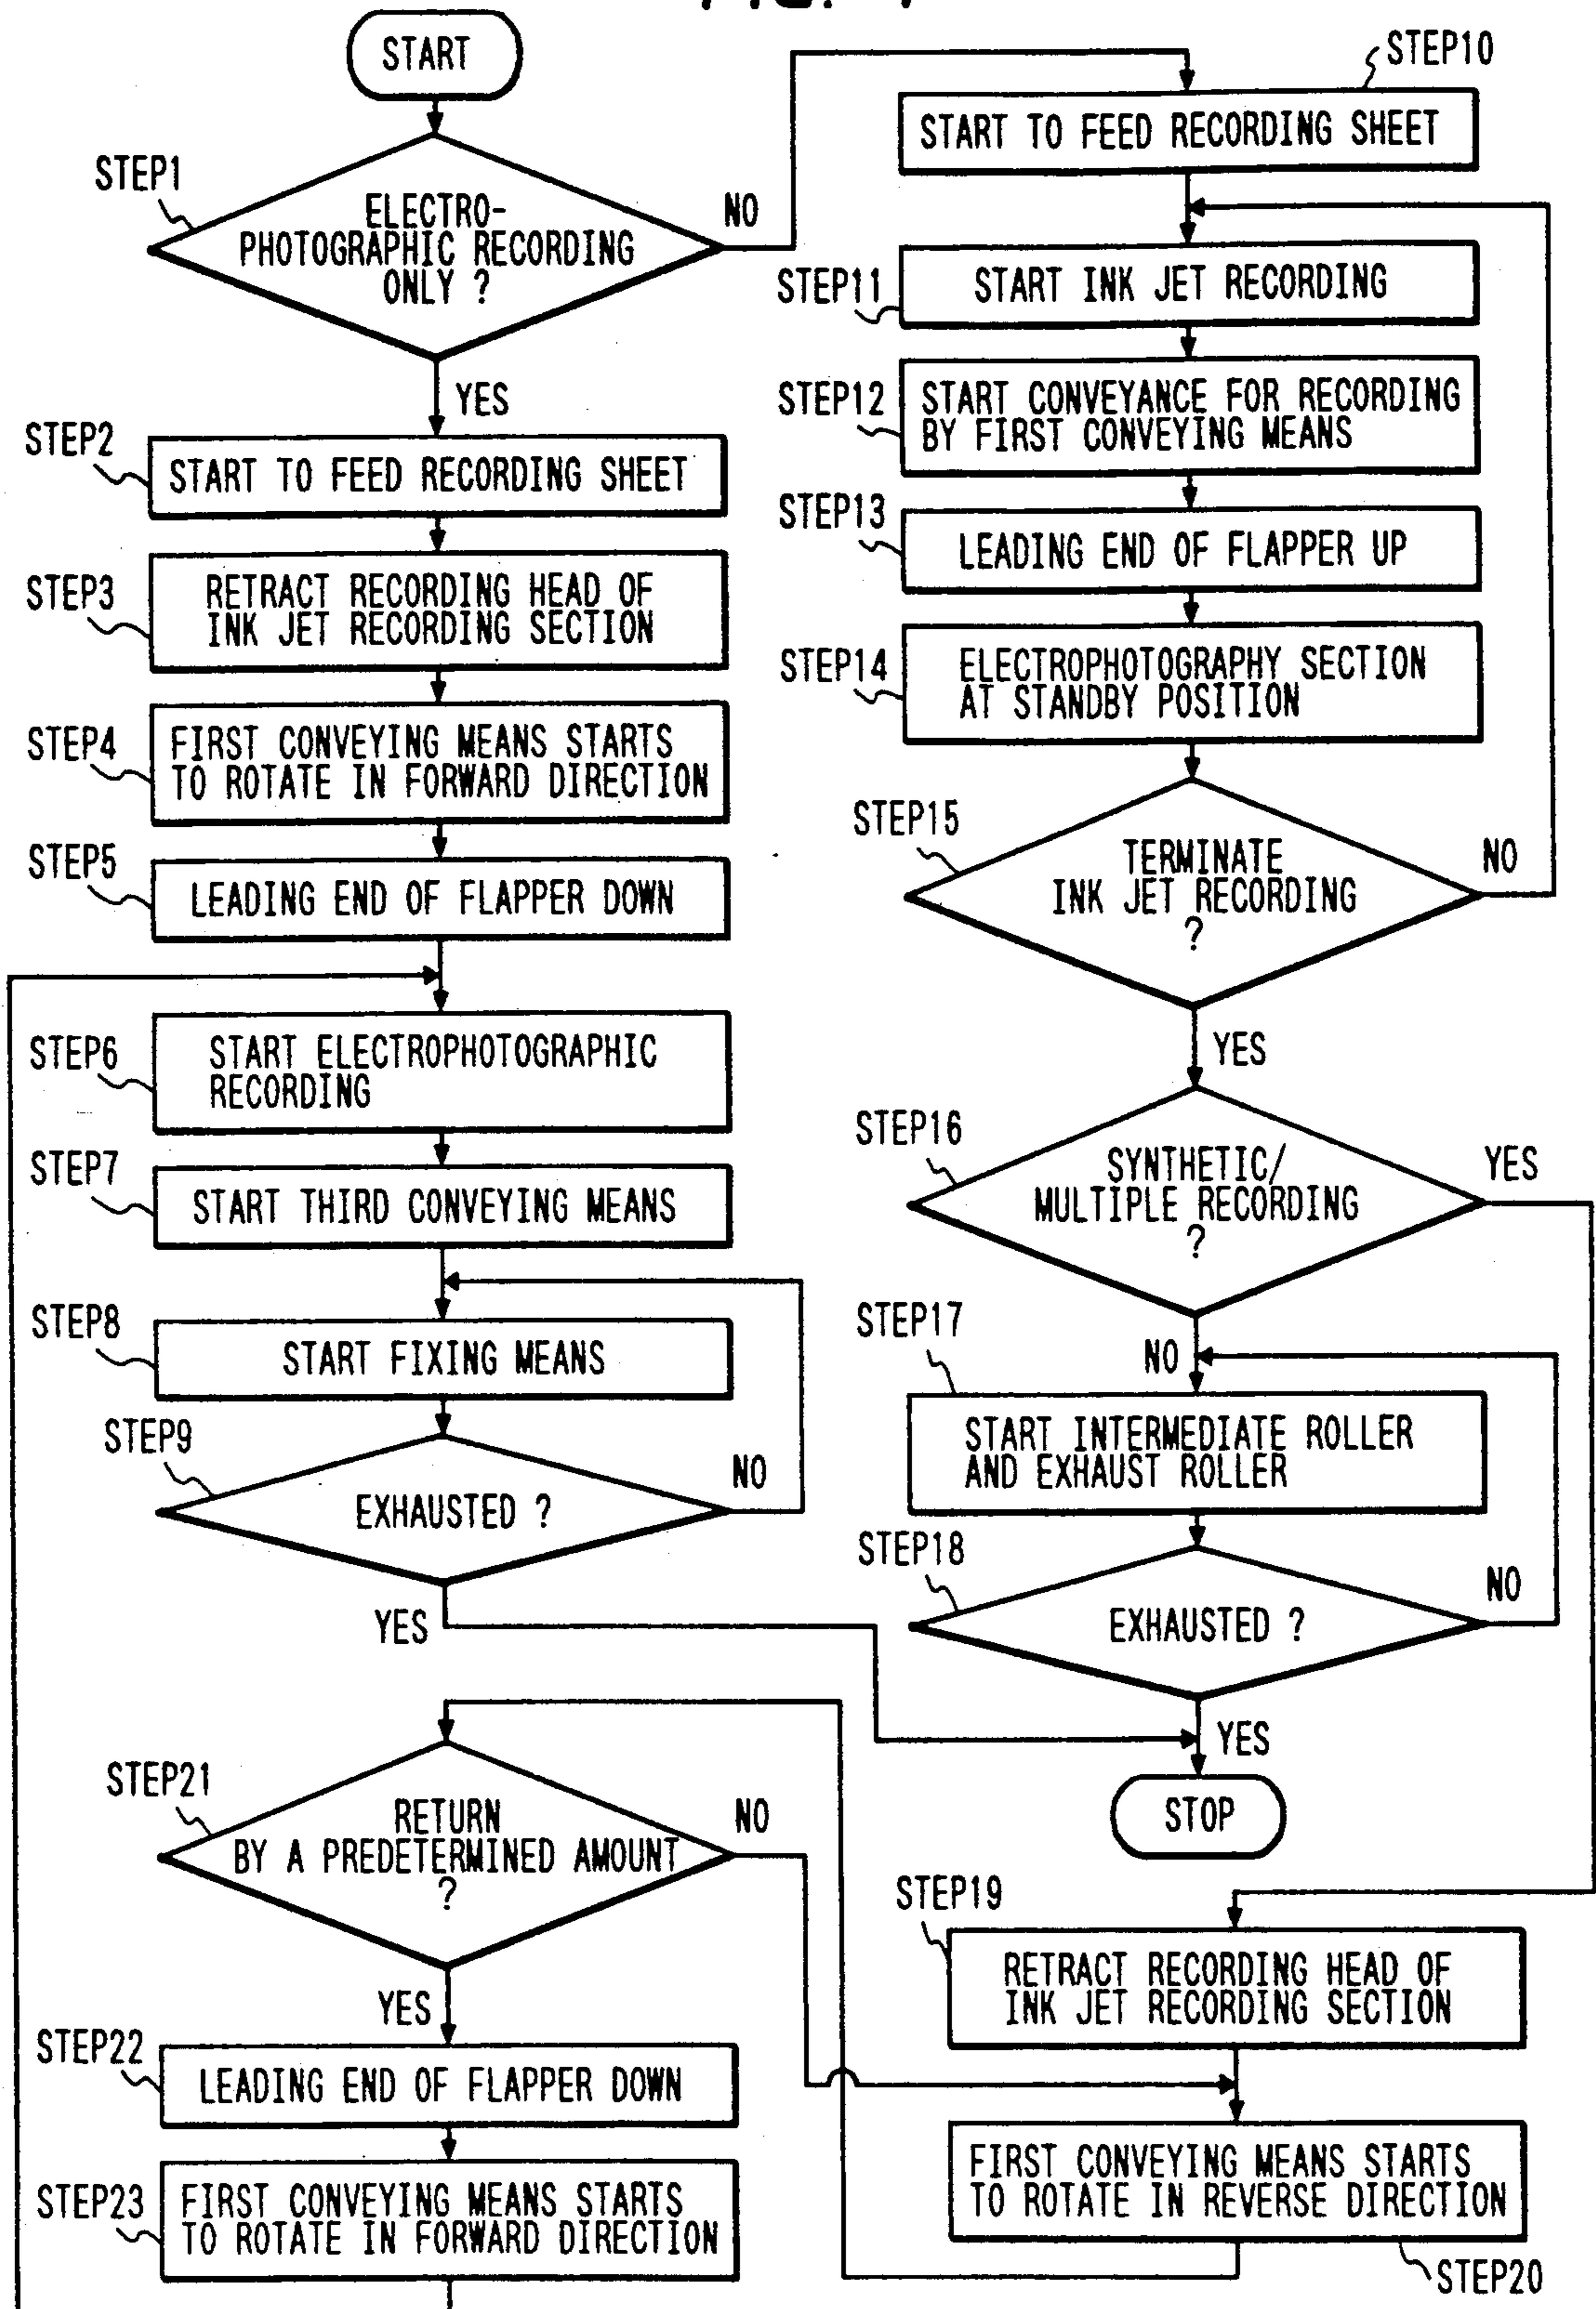 START
STEP1
ELECTRO-
PHOTOGRAPHIC RECORDING
ONLY ?
NO
YES
STEP2
START TO FEED RECORDING SHEET
STEP3
RETRACT RECORDING HEAD OF
INK JET RECORDING SECTION
STEP4
FIRST CONVEYING MEANS STARTS
TO ROTATE IN FORWARD DIRECTION
STEP5
LEADING END OF FLAPPER DOWN
STEP6
START ELECTROPHOTOGRAPHIC
RECORDING
STEP7
START THIRD CONVEYING MEANS
STEP8
START FIXING MEANS
STEP9
EXHAUSTED ?
NO
YES
STEP10
START TO FEED RECORDING SHEET
STEP11
START INK JET RECORDING
STEP12
START CONVEYANCE FOR RECORDING
BY FIRST CONVEYING MEANS
STEP13
LEADING END OF FLAPPER UP
STEP14
ELECTROPHOTOGRAPHY SECTION
AT STANDBY POSITION
STEP15
TERMINATE
INK JET RECORDING
?
NO
YES
STEP16
SYNTHETIC/
MULTIPLE RECORDING
?
YES
NO
STEP17
START INTERMEDIATE ROLLER
AND EXHAUST ROLLER
STEP18
EXHAUSTED ?
NO
YES
STOP
STEP19
RETRACT RECORDING HEAD OF
INK JET RECORDING SECTION
FIRST CONVEYING MEANS STARTS
TO ROTATE IN REVERSE DIRECTION
STEP20
STEP21
RETURN
BY A PREDETERMINED AMOUNT
?
NO
YES
STEP22
LEADING END OF FLAPPER DOWN
STEP23
FIRST CONVEYING MEANS STARTS
TO ROTATE IN FORWARD DIRECTION